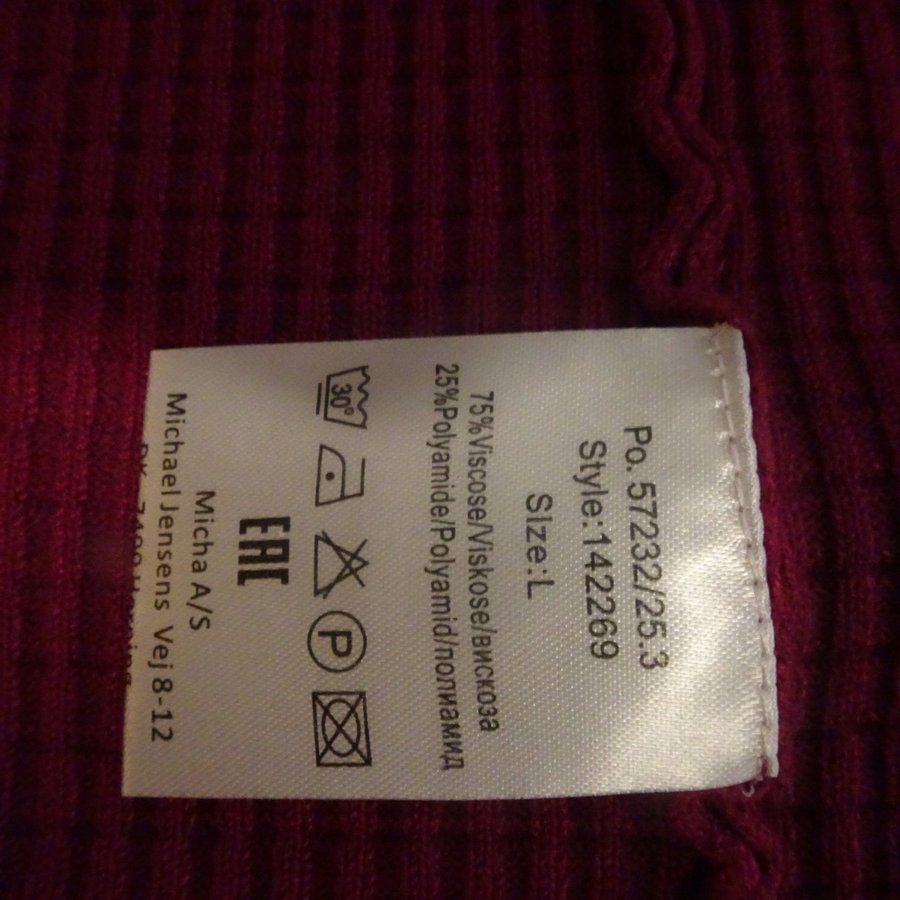 Po. 57232/25.3
Style:142269
SIze:L
75%Viscose/Viskose/вискоза
25%Polyamide/Polyamid/полиамид
30°
P
EAC
Micha A/S
Michael Jensens Vej 8-12